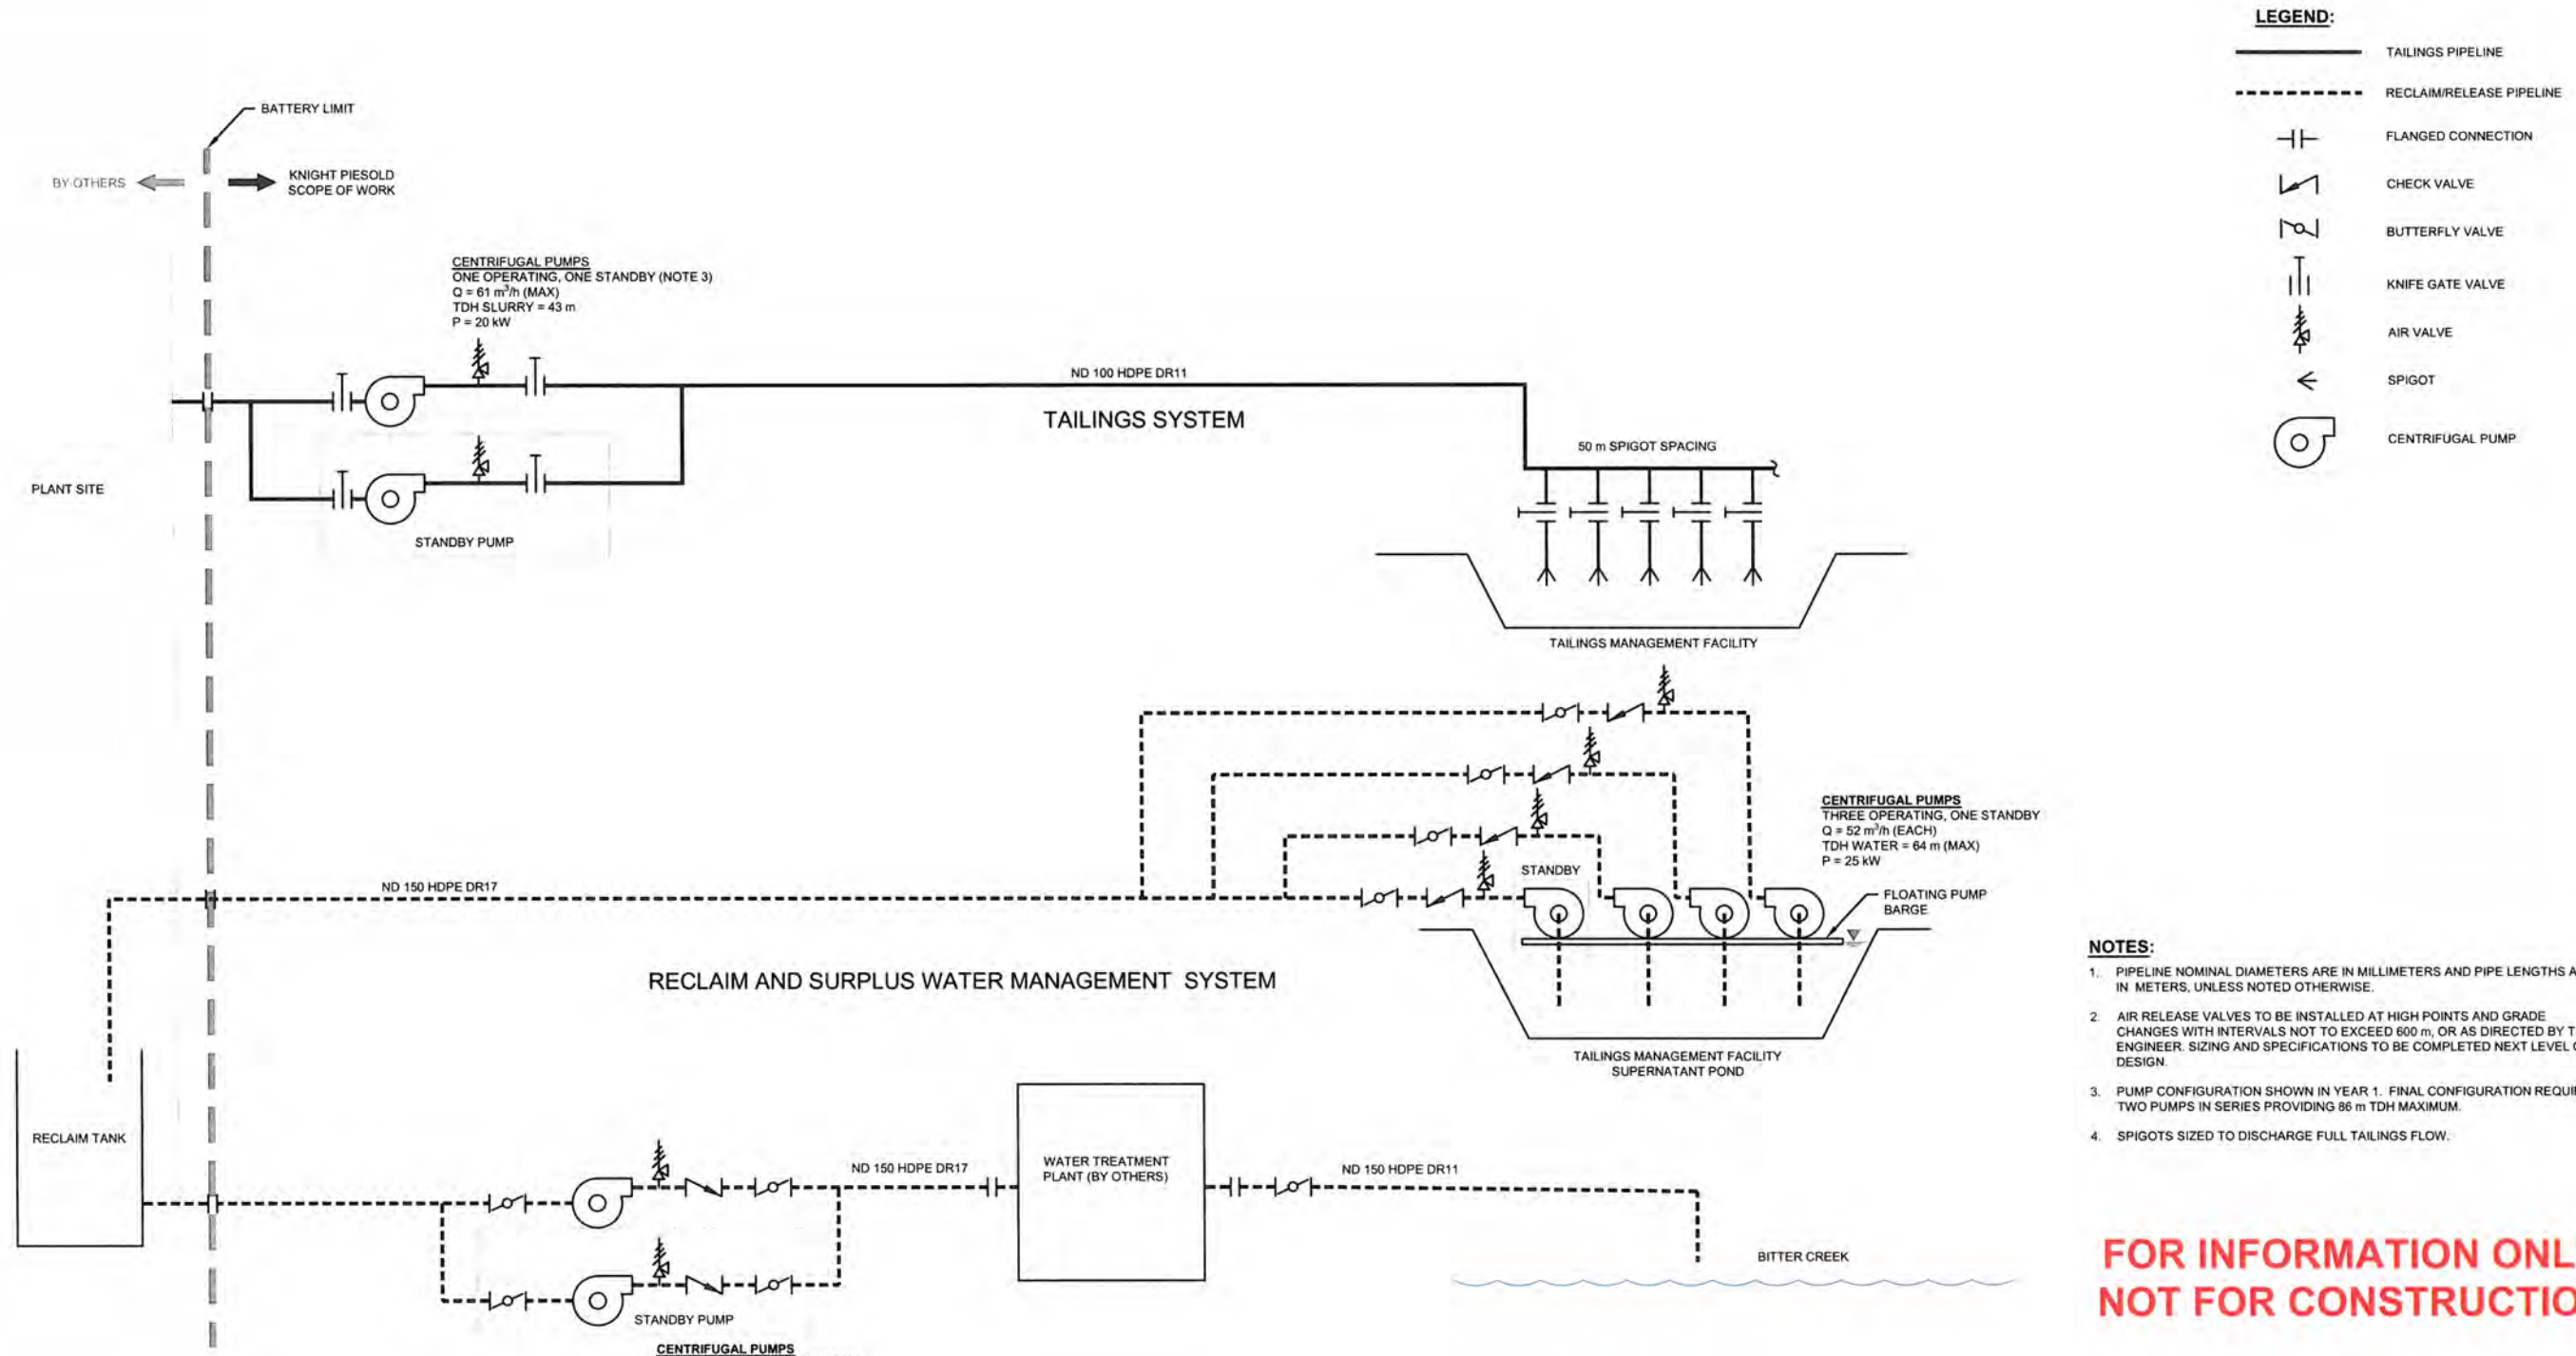 LEGEND:
TAILINGS PIPELINE
RECLAIM/RELEASE PIPELINE
FLANGED CONNECTION
CHECK VALVE
BUTTERFLY VALVE
KNIFE GATE VALVE
AIR VALVE
SPIGOT
CENTRIFUGAL PUMP
BATTERY LIMIT
BY OTHERS
KNIGHT PIESOLD
SCOPE OF WORK
CENTRIFUGAL PUMPS
ONE OPERATING, ONE STANDBY (NOTE 3)
Q = 61 m³/h (MAX)
TDH SLURRY = 43 m
P = 20 kW
ND 100 HDPE DR11
TAILINGS SYSTEM
50 m SPIGOT SPACING
PLANT SITE
STANDBY PUMP
TAILINGS MANAGEMENT FACILITY
CENTRIFUGAL PUMPS
THREE OPERATING, ONE STANDBY
Q = 52 m³/h (EACH)
TDH WATER = 64 m (MAX)
P = 25 kW
STANDBY
ND 150 HDPE DR17
FLOATING PUMP
BARGE
RECLAIM AND SURPLUS WATER MANAGEMENT SYSTEM
TAILINGS MANAGEMENT FACILITY
SUPERNATANT POND
RECLAIM TANK
ND 150 HDPE DR17
WATER TREATMENT
PLANT (BY OTHERS)
ND 150 HDPE DR11
BITTER CREEK
STANDBY PUMP
CENTRIFUGAL PUMPS
NOTES:
1. PIPELINE NOMINAL DIAMETERS ARE IN MILLIMETERS AND PIPE LENGTHS A
IN METERS, UNLESS NOTED OTHERWISE.
2. AIR RELEASE VALVES TO BE INSTALLED AT HIGH POINTS AND GRADE
CHANGES WITH INTERVALS NOT TO EXCEED 600 m, OR AS DIRECTED BY T
ENGINEER. SIZING AND SPECIFICATIONS TO BE COMPLETED NEXT LEVEL
DESIGN.
3. PUMP CONFIGURATION SHOWN IN YEAR 1. FINAL CONFIGURATION REQUI
TWO PUMPS IN SERIES PROVIDING 86 m TDH MAXIMUM.
4. SPIGOTS SIZED TO DISCHARGE FULL TAILINGS FLOW.
FOR INFORMATION ONL
NOT FOR CONSTRUCTIO